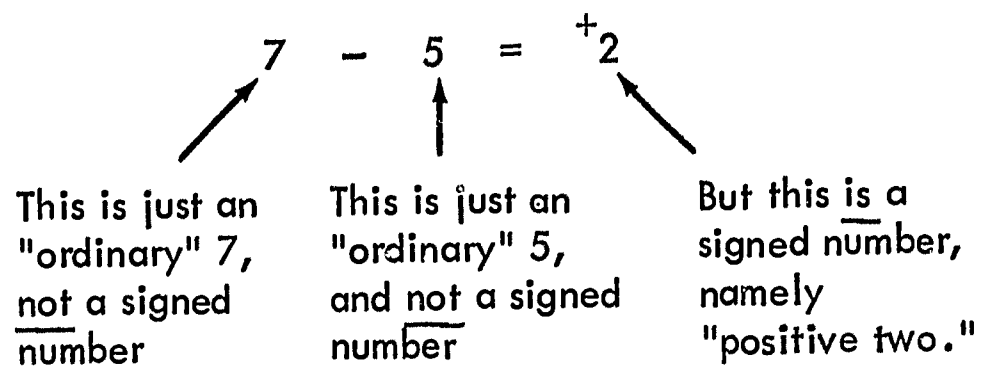 7 − 5 = ⁺2
This is just an
"ordinary" 7,
not a signed
number
This is just an
"ordinary" 5,
and not a signed
number
But this is a
signed number,
namely
"positive two."